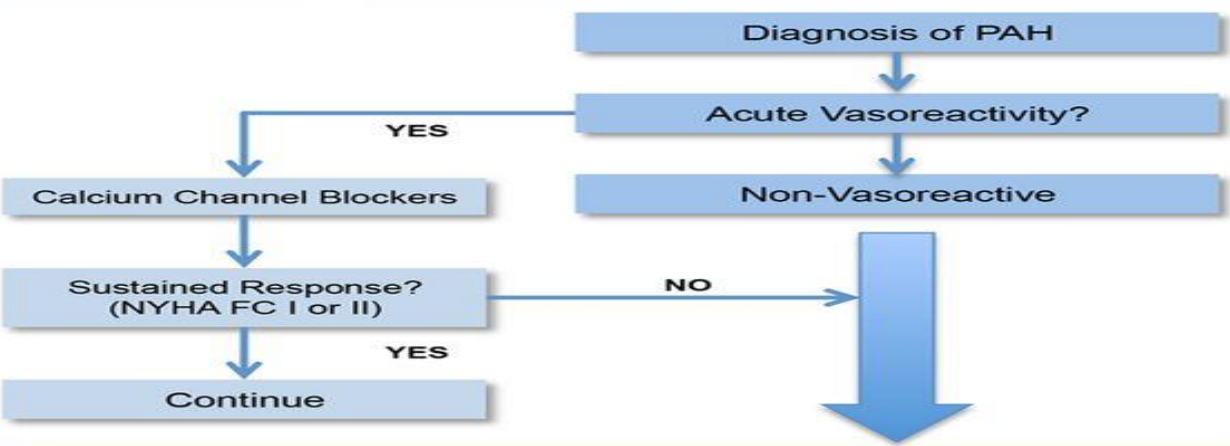 Diagnosis of PAH
Acute Vasoreactivity?
YES
Calcium Channel Blockers
Non-Vasoreactive
Sustained Response?
(NYHA FC I or II)
NO
YES
Continue